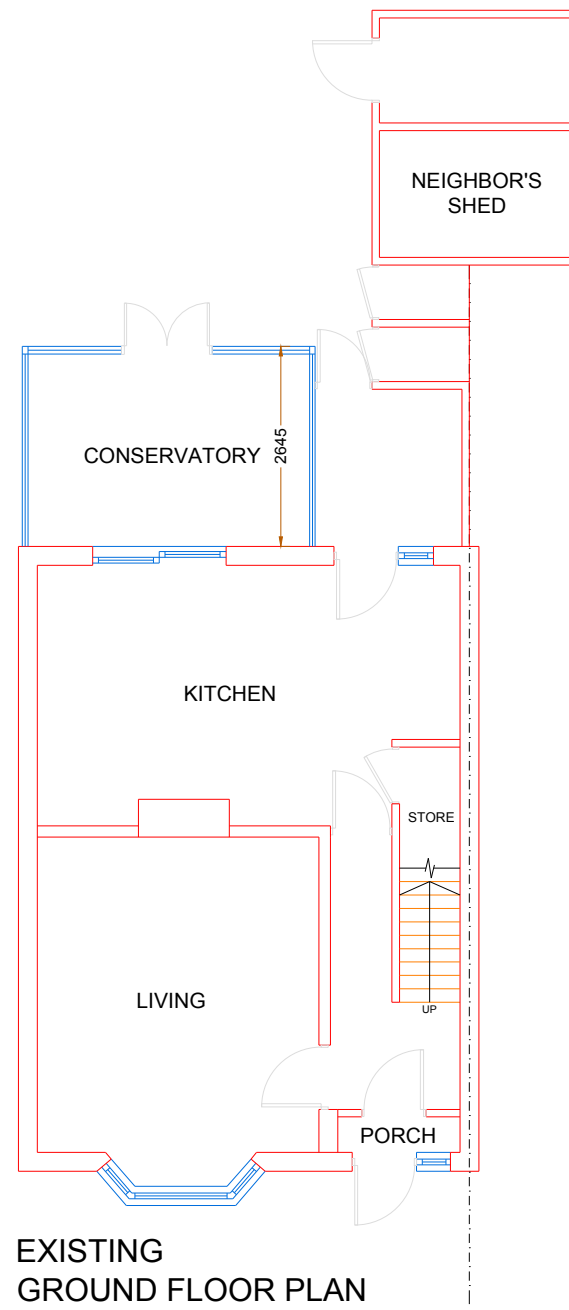 NEIGHBOR'S
SHED
CONSERVATORY
2645
KITCHEN
STORE
LIVING
UP
PORCH
EXISTING
GROUND FLOOR PLAN